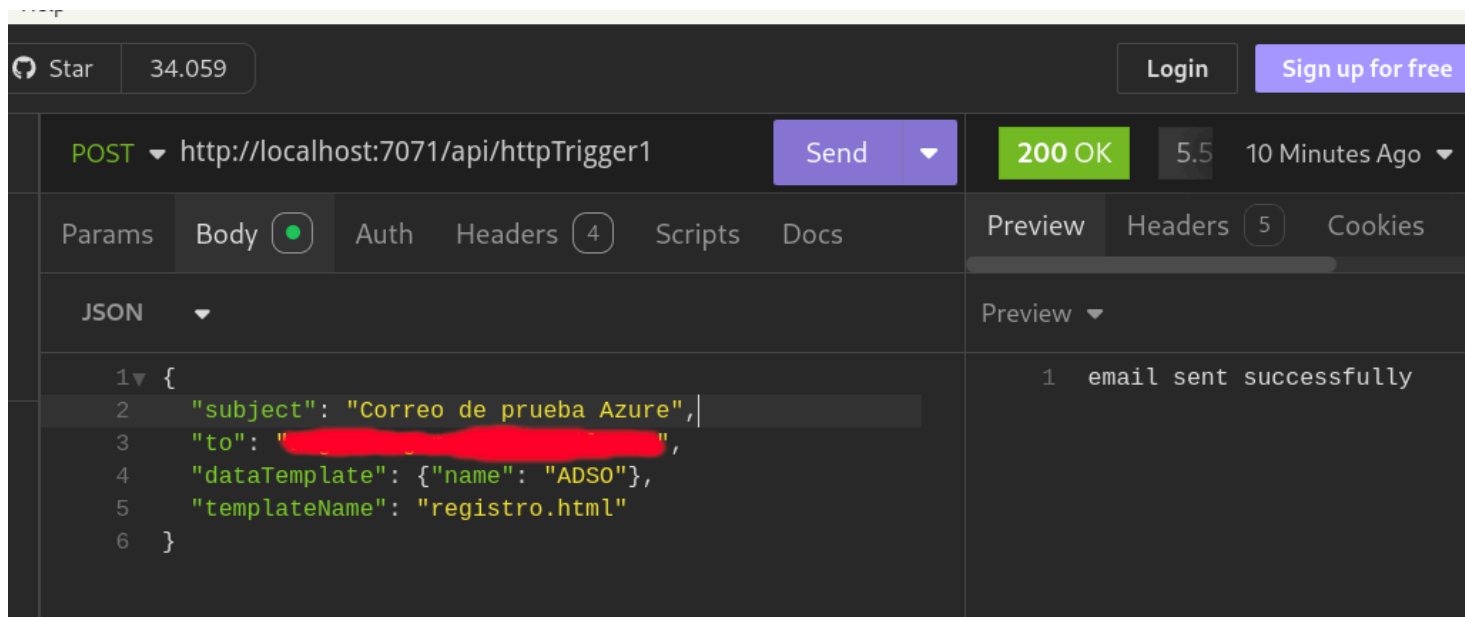 Star 34.059 Login Sign up for free
POST http://localhost:7071/api/httpTrigger1 Send 200 OK 5.5 10 Minutes Ago
Params Body Auth Headers 4 Scripts Docs Preview Headers 5 Cookies
JSON Preview
1 {
2 "subject": "Correo de prueba Azure",
3 "to": "",
4 "dataTemplate": {"name": "ADSO"},
5 "templateName": "registro.html"
6 }
1 email sent successfully